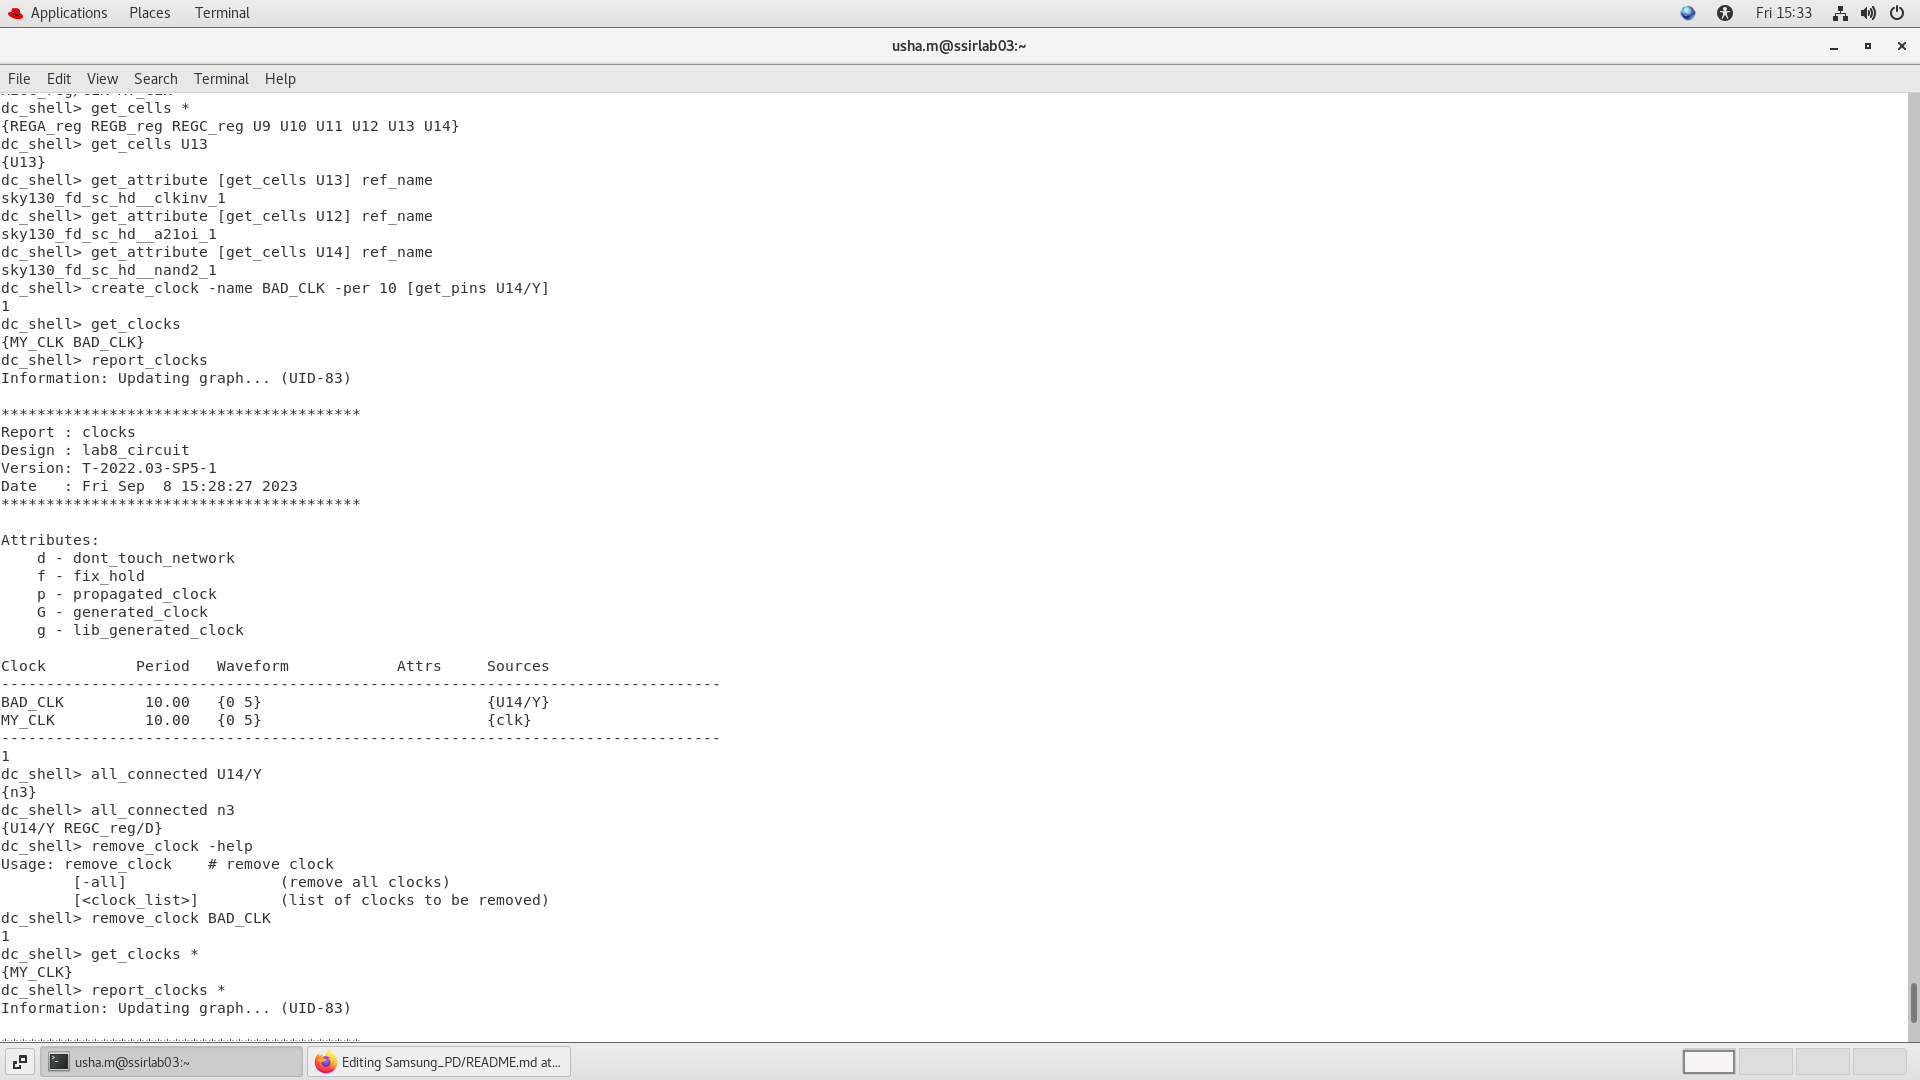 Applications Places Terminal Fri 15:33
usha.m@ssirlab03:~
File Edit View Search Terminal Help
dc_shell> get_cells *
{REGA_reg REGB_reg REGC_reg U9 U10 U11 U12 U13 U14}
dc_shell> get_cells U13
{U13}
dc_shell> get_attribute [get_cells U13] ref_name
sky130_fd_sc_hd__clkinv_1
dc_shell> get_attribute [get_cells U12] ref_name
sky130_fd_sc_hd__a21oi_1
dc_shell> get_attribute [get_cells U14] ref_name
sky130_fd_sc_hd__nand2_1
dc_shell> create_clock -name BAD_CLK -per 10 [get_pins U14/Y]
1
dc_shell> get_clocks
{MY_CLK BAD_CLK}
dc_shell> report_clocks
Information: Updating graph... (UID-83)
****************************************
Report : clocks
Design : lab8_circuit
Version: T-2022.03-SP5-1
Date   : Fri Sep  8 15:28:27 2023
****************************************
Attributes:
    d - dont_touch_network
    f - fix_hold
    p - propagated_clock
    G - generated_clock
    g - lib_generated_clock
Clock          Period   Waveform            Attrs     Sources
--------------------------------------------------------------------------------
BAD_CLK         10.00   {0 5}                         {U14/Y}
MY_CLK          10.00   {0 5}                         {clk}
--------------------------------------------------------------------------------
1
dc_shell> all_connected U14/Y
{n3}
dc_shell> all_connected n3
{U14/Y REGC_reg/D}
dc_shell> remove_clock -help
Usage: remove_clock    # remove clock
        [-all]                 (remove all clocks)
        [<clock_list>]         (list of clocks to be removed)
dc_shell> remove_clock BAD_CLK
1
dc_shell> get_clocks *
{MY_CLK}
dc_shell> report_clocks *
Information: Updating graph... (UID-83)
usha.m@ssirlab03:~ Editing Samsung_PD/README.md at...